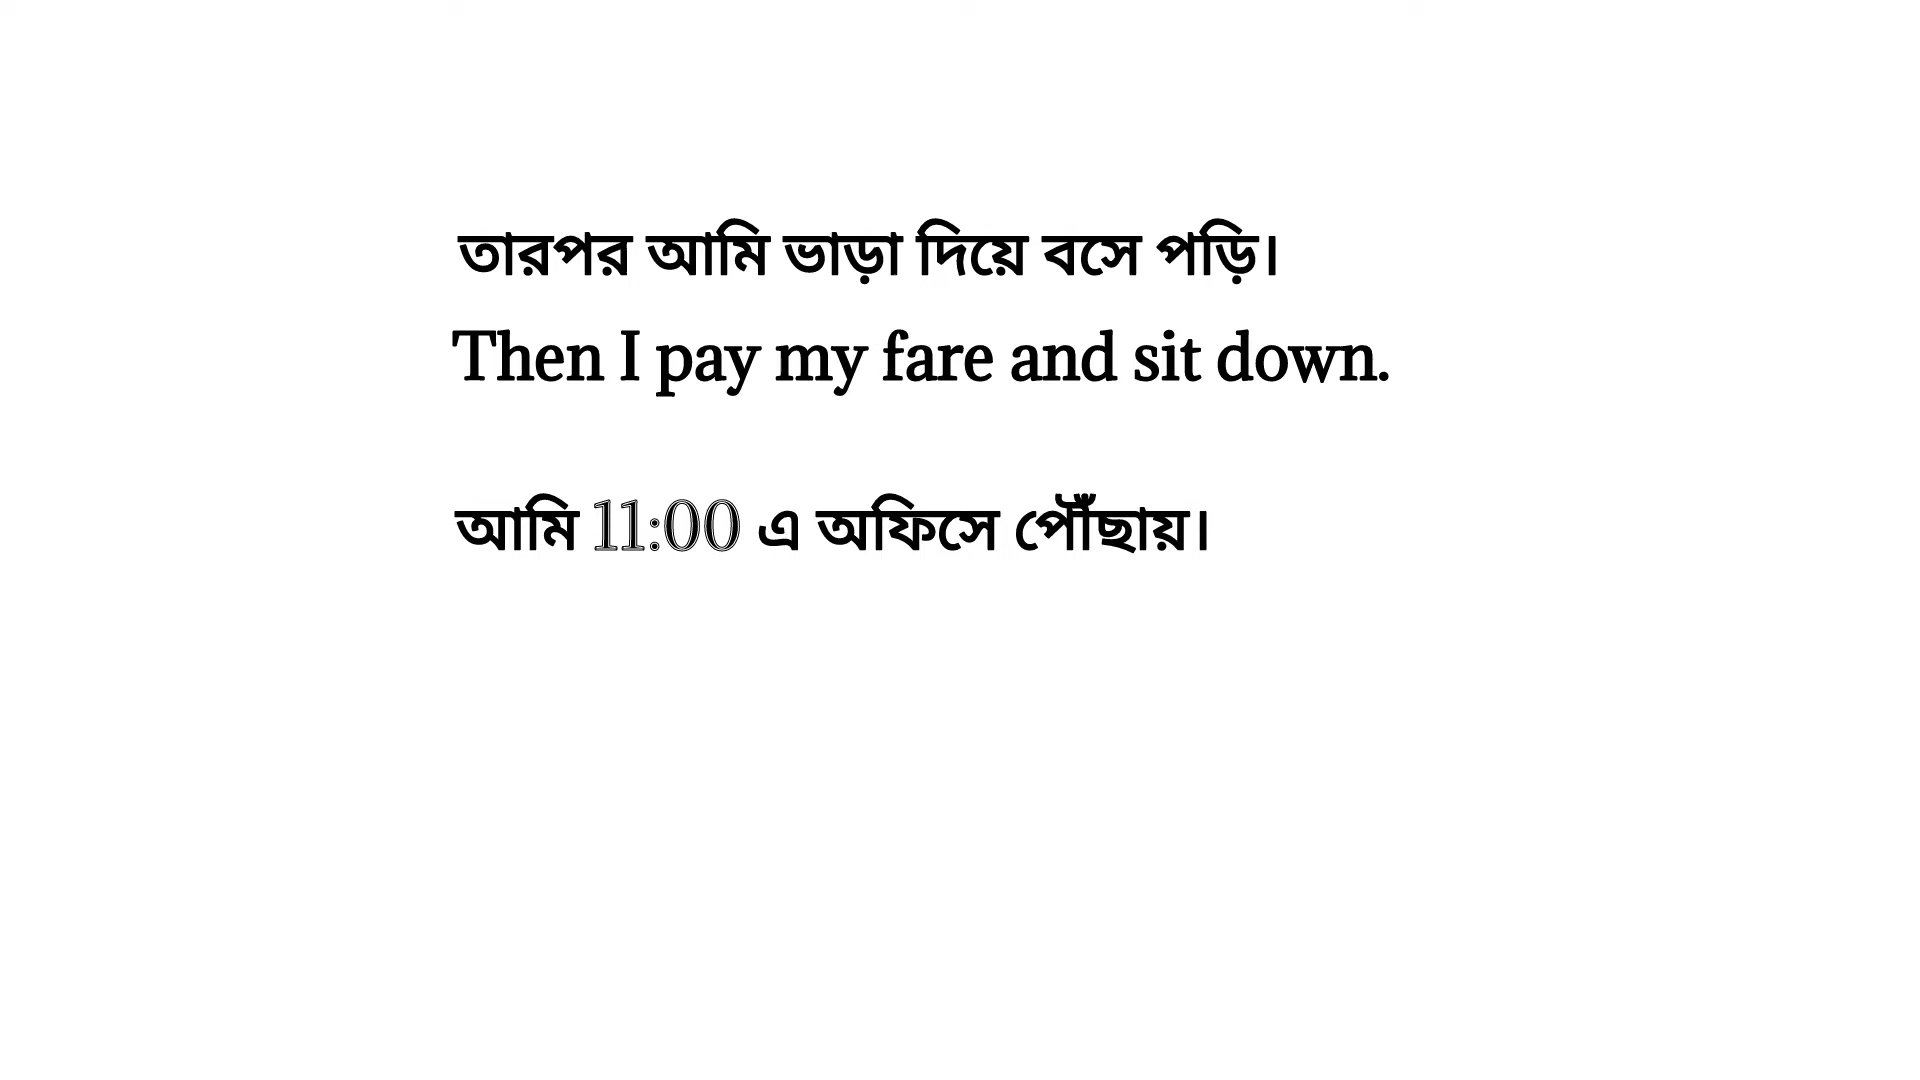 তারপর আমি ভাড়া দিয়ে বসে পড়ি।
Then I pay my fare and sit down.
আমি 11:00 এ অফিসে পৌঁছায়।